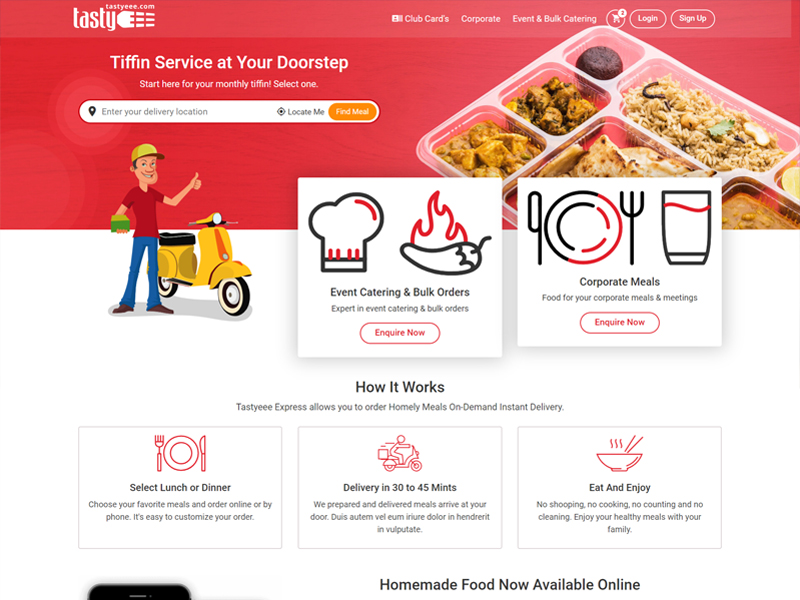 tastyeee.com
tasty
Club Card's
Corporate
Event & Bulk Catering
2
Login
Sign Up
Tiffin Service at Your Doorstep
Start here for your monthly tiffin! Select one.
Enter your delivery location
Locate Me
Find Meal
Event Catering & Bulk Orders
Expert in event catering & bulk orders
Enquire Now
Corporate Meals
Food for your corporate meals & meetings
Enquire Now
How It Works
Tastyeee Express allows you to order Homely Meals On-Demand Instant Delivery.
Select Lunch or Dinner
Choose your favorite meals and order online or by
phone. It's easy to customize your order.
Delivery in 30 to 45 Mints
We prepared and delivered meals arrive at your
door. Duis autem vel eum iriure dolor in hendrerit
in vulputate.
Eat And Enjoy
No shooping, no cooking, no counting and no
cleaning. Enjoy your healthy meals with your
family.
Homemade Food Now Available Online